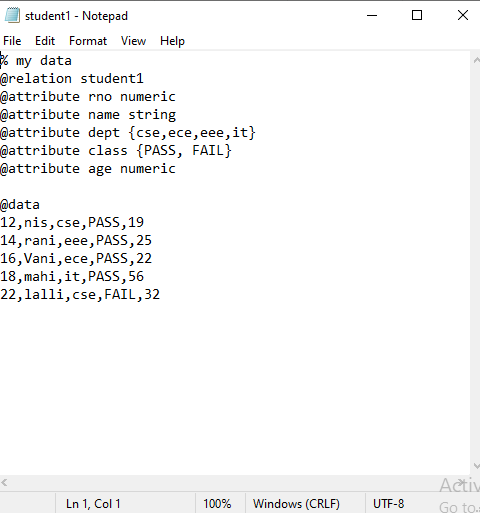 student1 - Notepad
File Edit Format View Help
% my data
@relation student1
@attribute rno numeric
@attribute name string
@attribute dept {cse,ece,eee,it}
@attribute class {PASS, FAIL}
@attribute age numeric

@data
12,nis,cse,PASS,19
14,rani,eee,PASS,25
16,Vani,ece,PASS,22
18,mahi,it,PASS,56
22,lalli,cse,FAIL,32
Activ
Ln 1, Col 1 100% Windows (CRLF) UTF-8
Go to